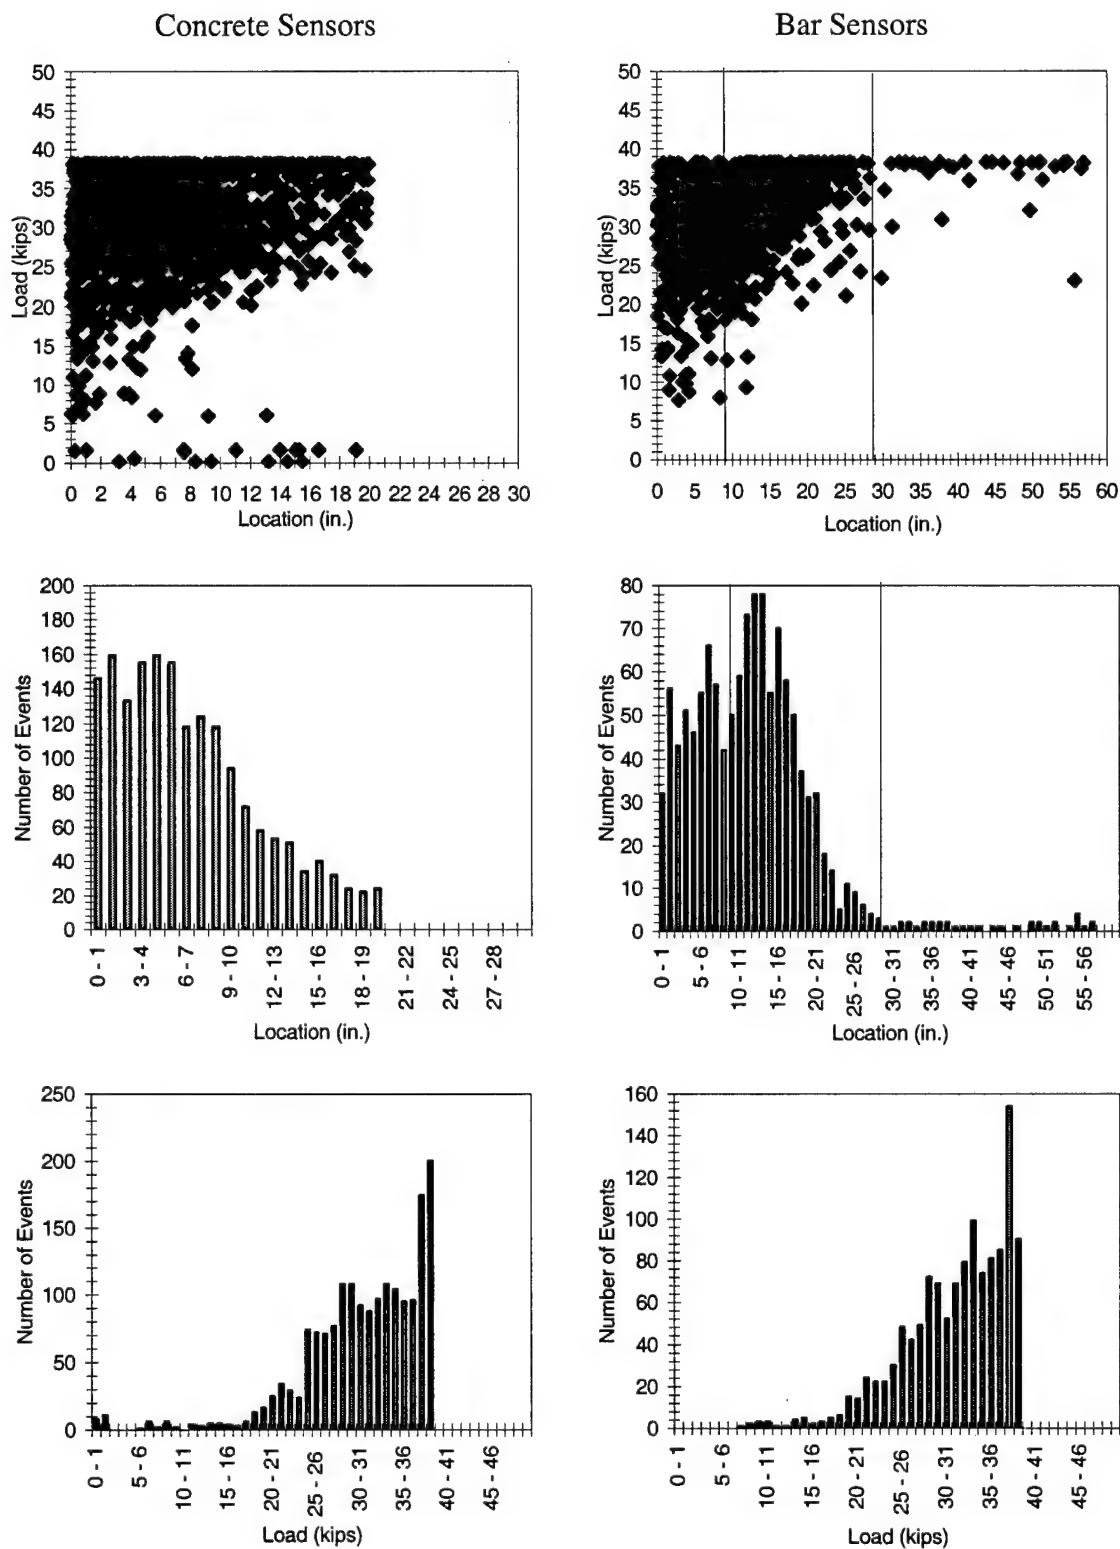 Concrete Sensors
Bar Sensors
50
45
40
35
30
25
20
15
10
5
0
Load (kips)
0 2 4 6 8 10 12 14 16 18 20 22 24 26 28 30
Location (in.)
50
45
40
35
30
25
20
15
10
5
0
Load (kips)
0 5 10 15 20 25 30 35 40 45 50 55 60
Location (in.)
200
180
160
140
120
100
80
60
40
20
0
Number of Events
0 - 1 3 - 4 6 - 7 9 - 10 12 - 13 15 - 16 18 - 19 21 - 22 24 - 25 27 - 28
Location (in.)
80
70
60
50
40
30
20
10
0
Number of Events
0 - 1 5 - 6 10 - 11 15 - 16 20 - 21 25 - 26 30 - 31 35 - 36 40 - 41 45 - 46 50 - 51 55 - 56
Location (in.)
250
200
150
100
50
0
Number of Events
0 - 1 5 - 6 10 - 11 15 - 16 20 - 21 25 - 26 30 - 31 35 - 36 40 - 41 45 - 46
Load (kips)
160
140
120
100
80
60
40
20
0
Number of Events
0 - 1 5 - 6 10 - 11 15 - 16 20 - 21 25 - 26 30 - 31 35 - 36 40 - 41 45 - 46
Load (kips)